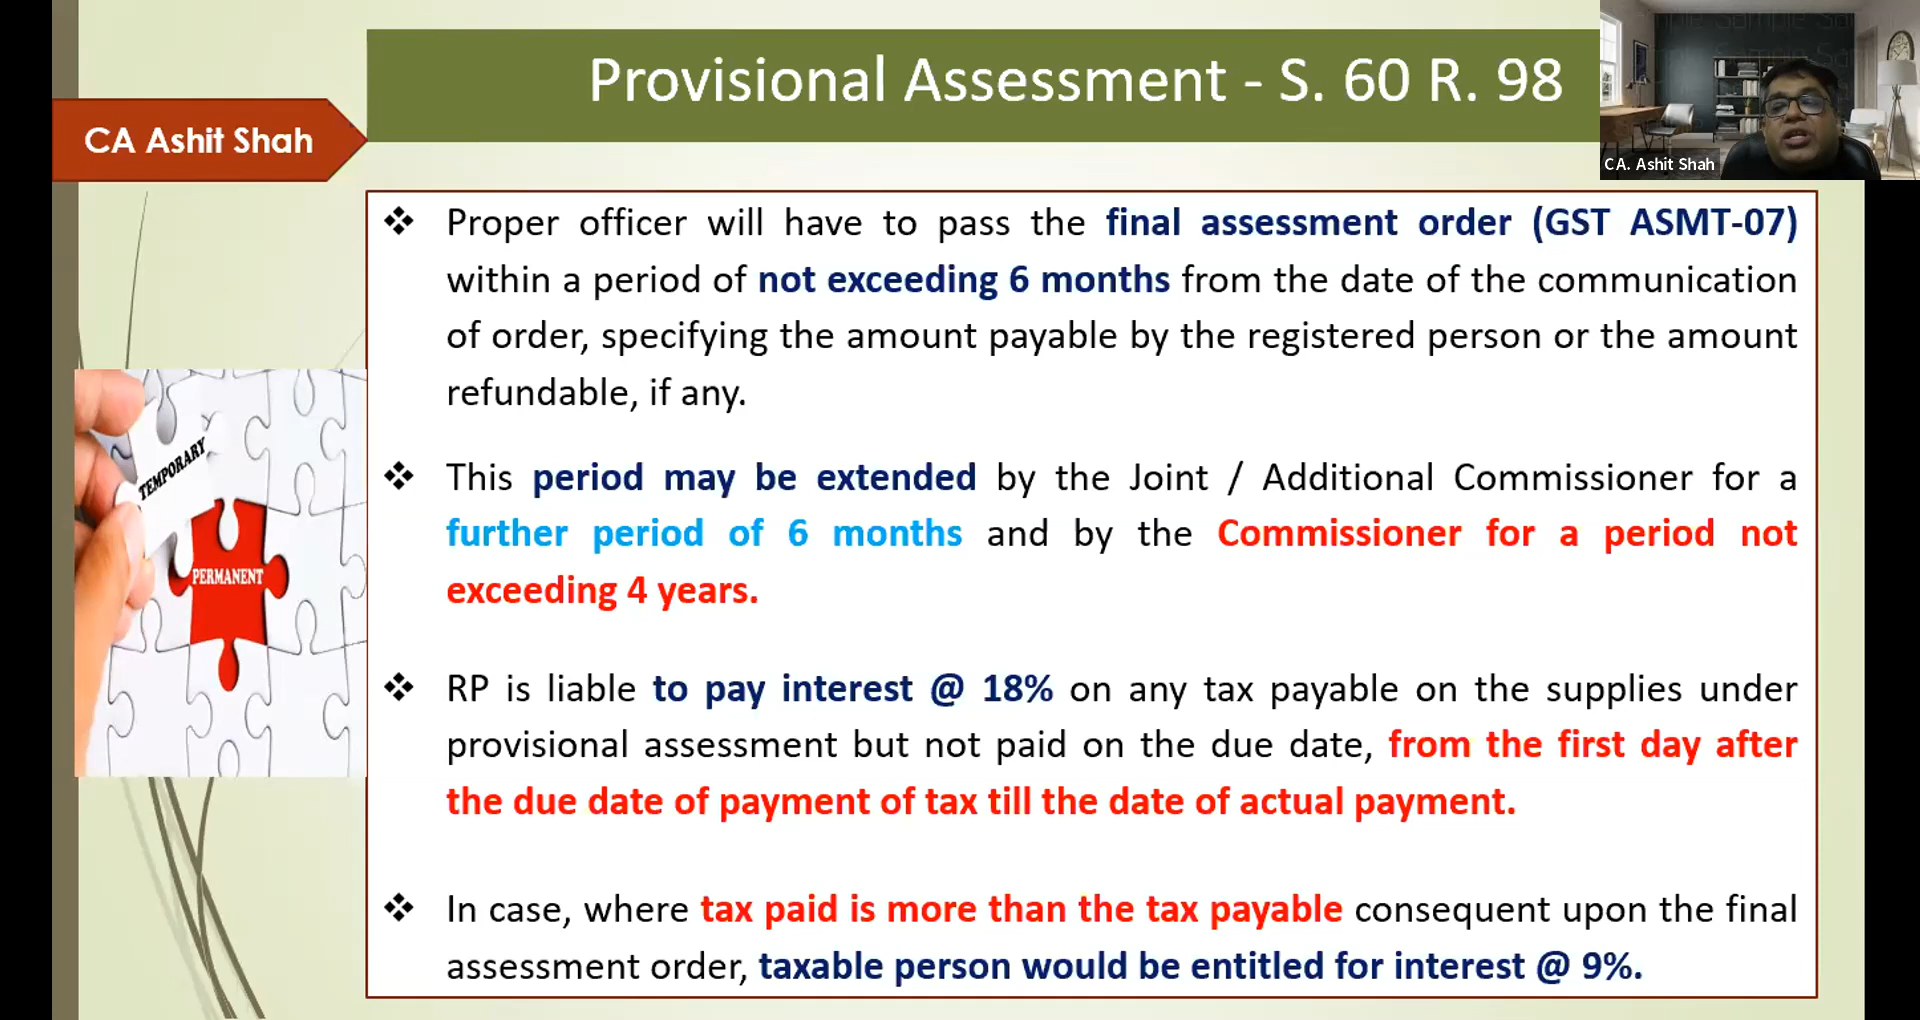 Provisional Assessment - S. 60 R. 98
CA Ashit Shah
CA. Ashit Shah
❖ Proper officer will have to pass the final assessment order (GST ASMT-07)
within a period of not exceeding 6 months from the date of the communication
of order, specifying the amount payable by the registered person or the amount
refundable, if any.
❖ This period may be extended by the Joint / Additional Commissioner for a
further period of 6 months and by the Commissioner for a period not
exceeding 4 years.
❖ RP is liable to pay interest @ 18% on any tax payable on the supplies under
provisional assessment but not paid on the due date, from the first day after
the due date of payment of tax till the date of actual payment.
❖ In case, where tax paid is more than the tax payable consequent upon the final
assessment order, taxable person would be entitled for interest @ 9%.
TEMPORARY
PERMANENT